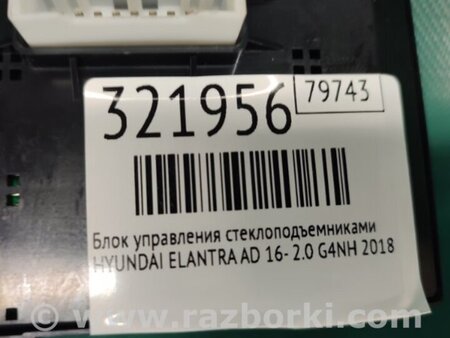 321956
79743
Блок управления стеклоподъемниками
HYUNDAI ELANTRA AD 16- 2.0 G4NH 2018
© www.razborki.com